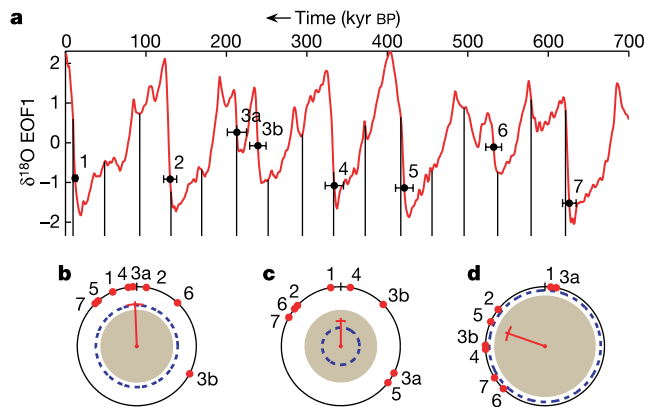 a
← Time (kyr BP)
0 100 200 300 400 500 600 700
δ18O EOF1
2
1
0
−1
−2
1 2 3a 3b 4 5 6 7
b
7 5 1 4 3a 2 6 3b
c
7 6 2 1 4 3b 3a 5
d
1 3a 2 5 3b 4 7 6